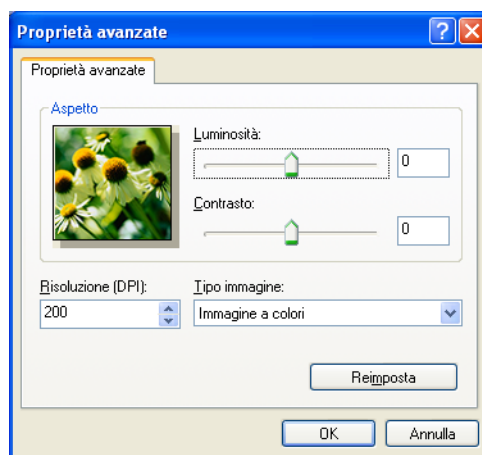 Proprietà avanzate
Proprietà avanzate
Aspetto
Luminosità:
0
Contrasto:
0
Risoluzione (DPI): Tipo immagine:
200 Immagine a colori
Reimposta
OK Annulla